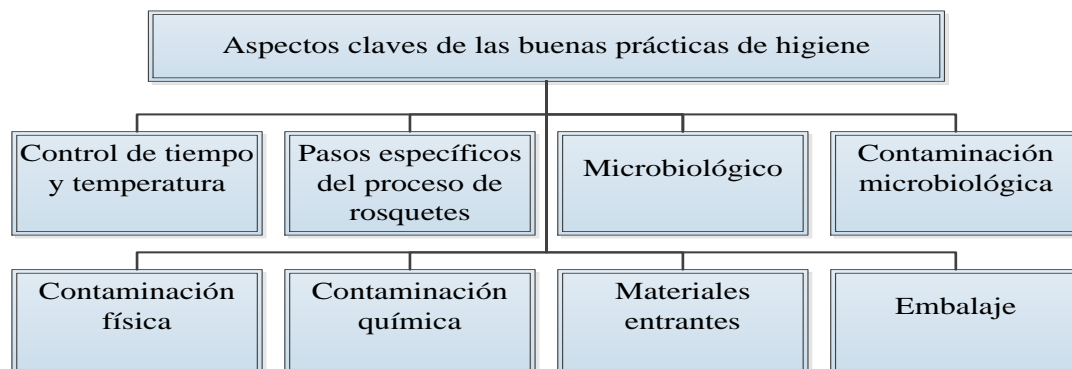 Aspectos claves de las buenas prácticas de higiene
Control de tiempo
y temperatura
Pasos específicos
del proceso de
rosquetes
Microbiológico
Contaminación
microbiológica
Contaminación
física
Contaminación
química
Materiales
entrantes
Embalaje